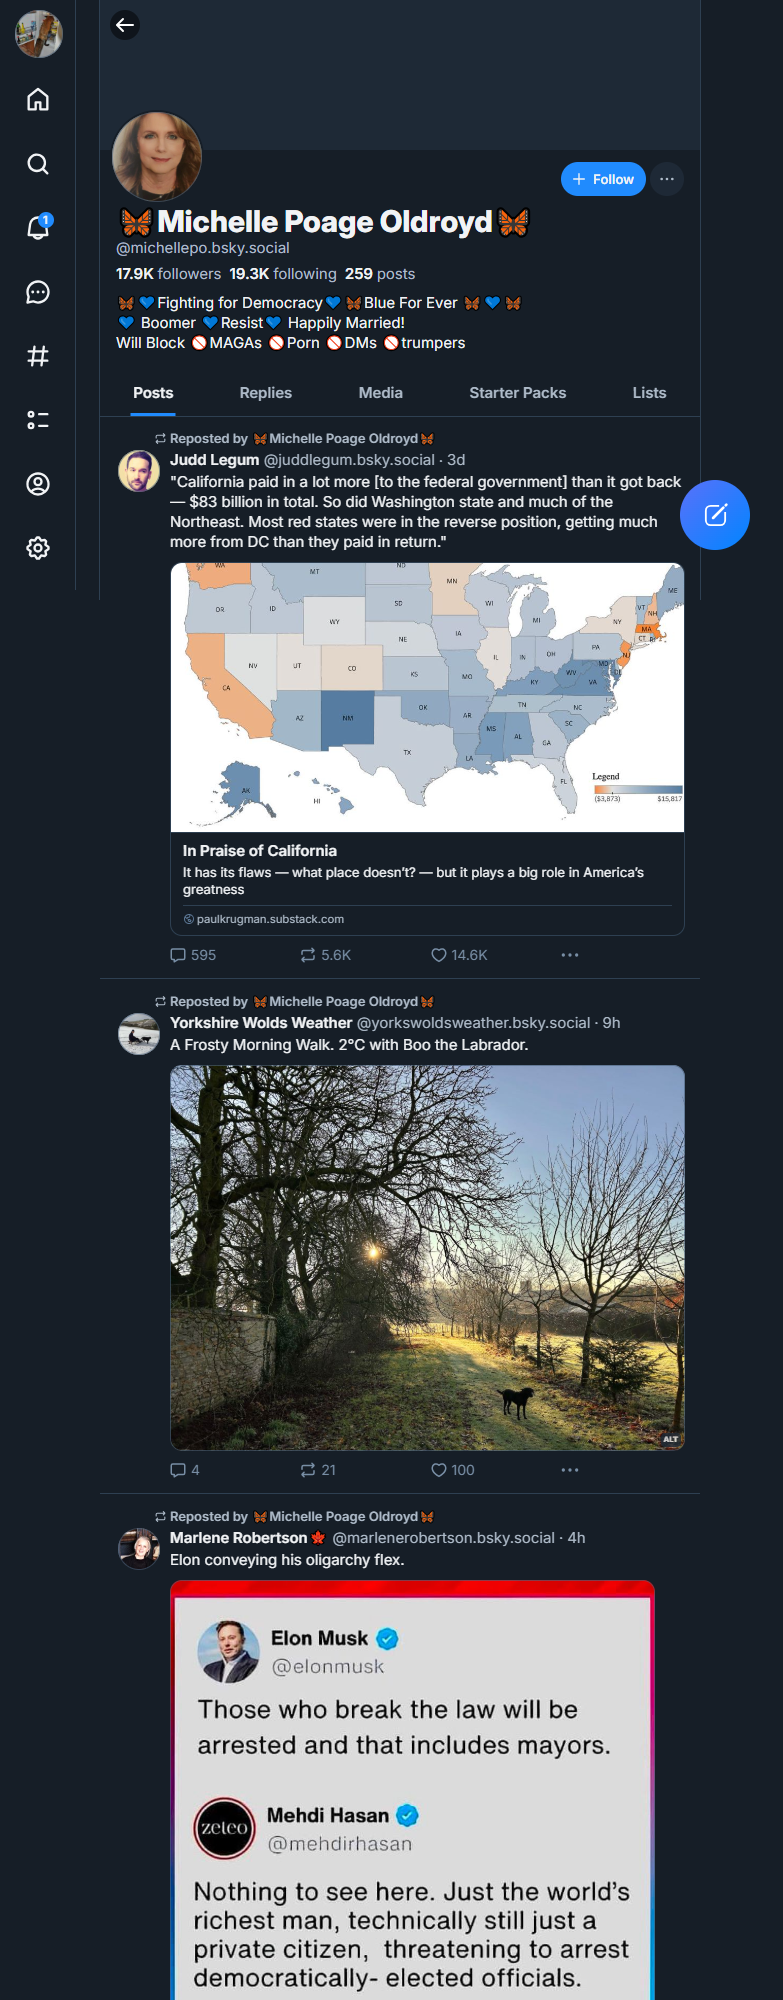 1
Follow
🦋Michelle Poage Oldroyd🦋
@michellepo.bsky.social
17.9K followers 19.3K following 259 posts
🦋 💙Fighting for Democracy💙 🦋Blue For Ever 🦋 💙 🦋
💙 Boomer 💙Resist💙 Happily Married!
Will Block 🚫MAGAs 🚫Porn 🚫DMs 🚫trumpers
Posts Replies Media Starter Packs Lists
Reposted by 🦋Michelle Poage Oldroyd🦋
Judd Legum @juddlegum.bsky.social · 3d
"California paid in a lot more [to the federal government] than it got back
— $83 billion in total. So did Washington state and much of the
Northeast. Most red states were in the reverse position, getting much
more from DC than they paid in return."
WA MT ND MN ME
OR ID SD WI VT NH
WY MI NY MA
CT RI
NE IA PA
NV UT CO IL IN OH NJ
CA KS MO KY WV MD VA
AZ NM OK AR TN NC
MS AL SC
TX LA GA
AK HI FL
Legend
($3,873) $15,817
In Praise of California
It has its flaws — what place doesn't? — but it plays a big role in America's
greatness
paulkrugman.substack.com
595 5.6K 14.6K
Reposted by 🦋Michelle Poage Oldroyd🦋
Yorkshire Wolds Weather @yorkswoldsweather.bsky.social · 9h
A Frosty Morning Walk. 2°C with Boo the Labrador.
ALT
4 21 100
Reposted by 🦋Michelle Poage Oldroyd🦋
Marlene Robertson🍁 @marlenerobertson.bsky.social · 4h
Elon conveying his oligarchy flex.
Elon Musk
@elonmusk
Those who break the law will be
arrested and that includes mayors.
zeteo
Mehdi Hasan
@mehdirhasan
Nothing to see here. Just the world's
richest man, technically still just a
private citizen, threatening to arrest
democratically- elected officials.